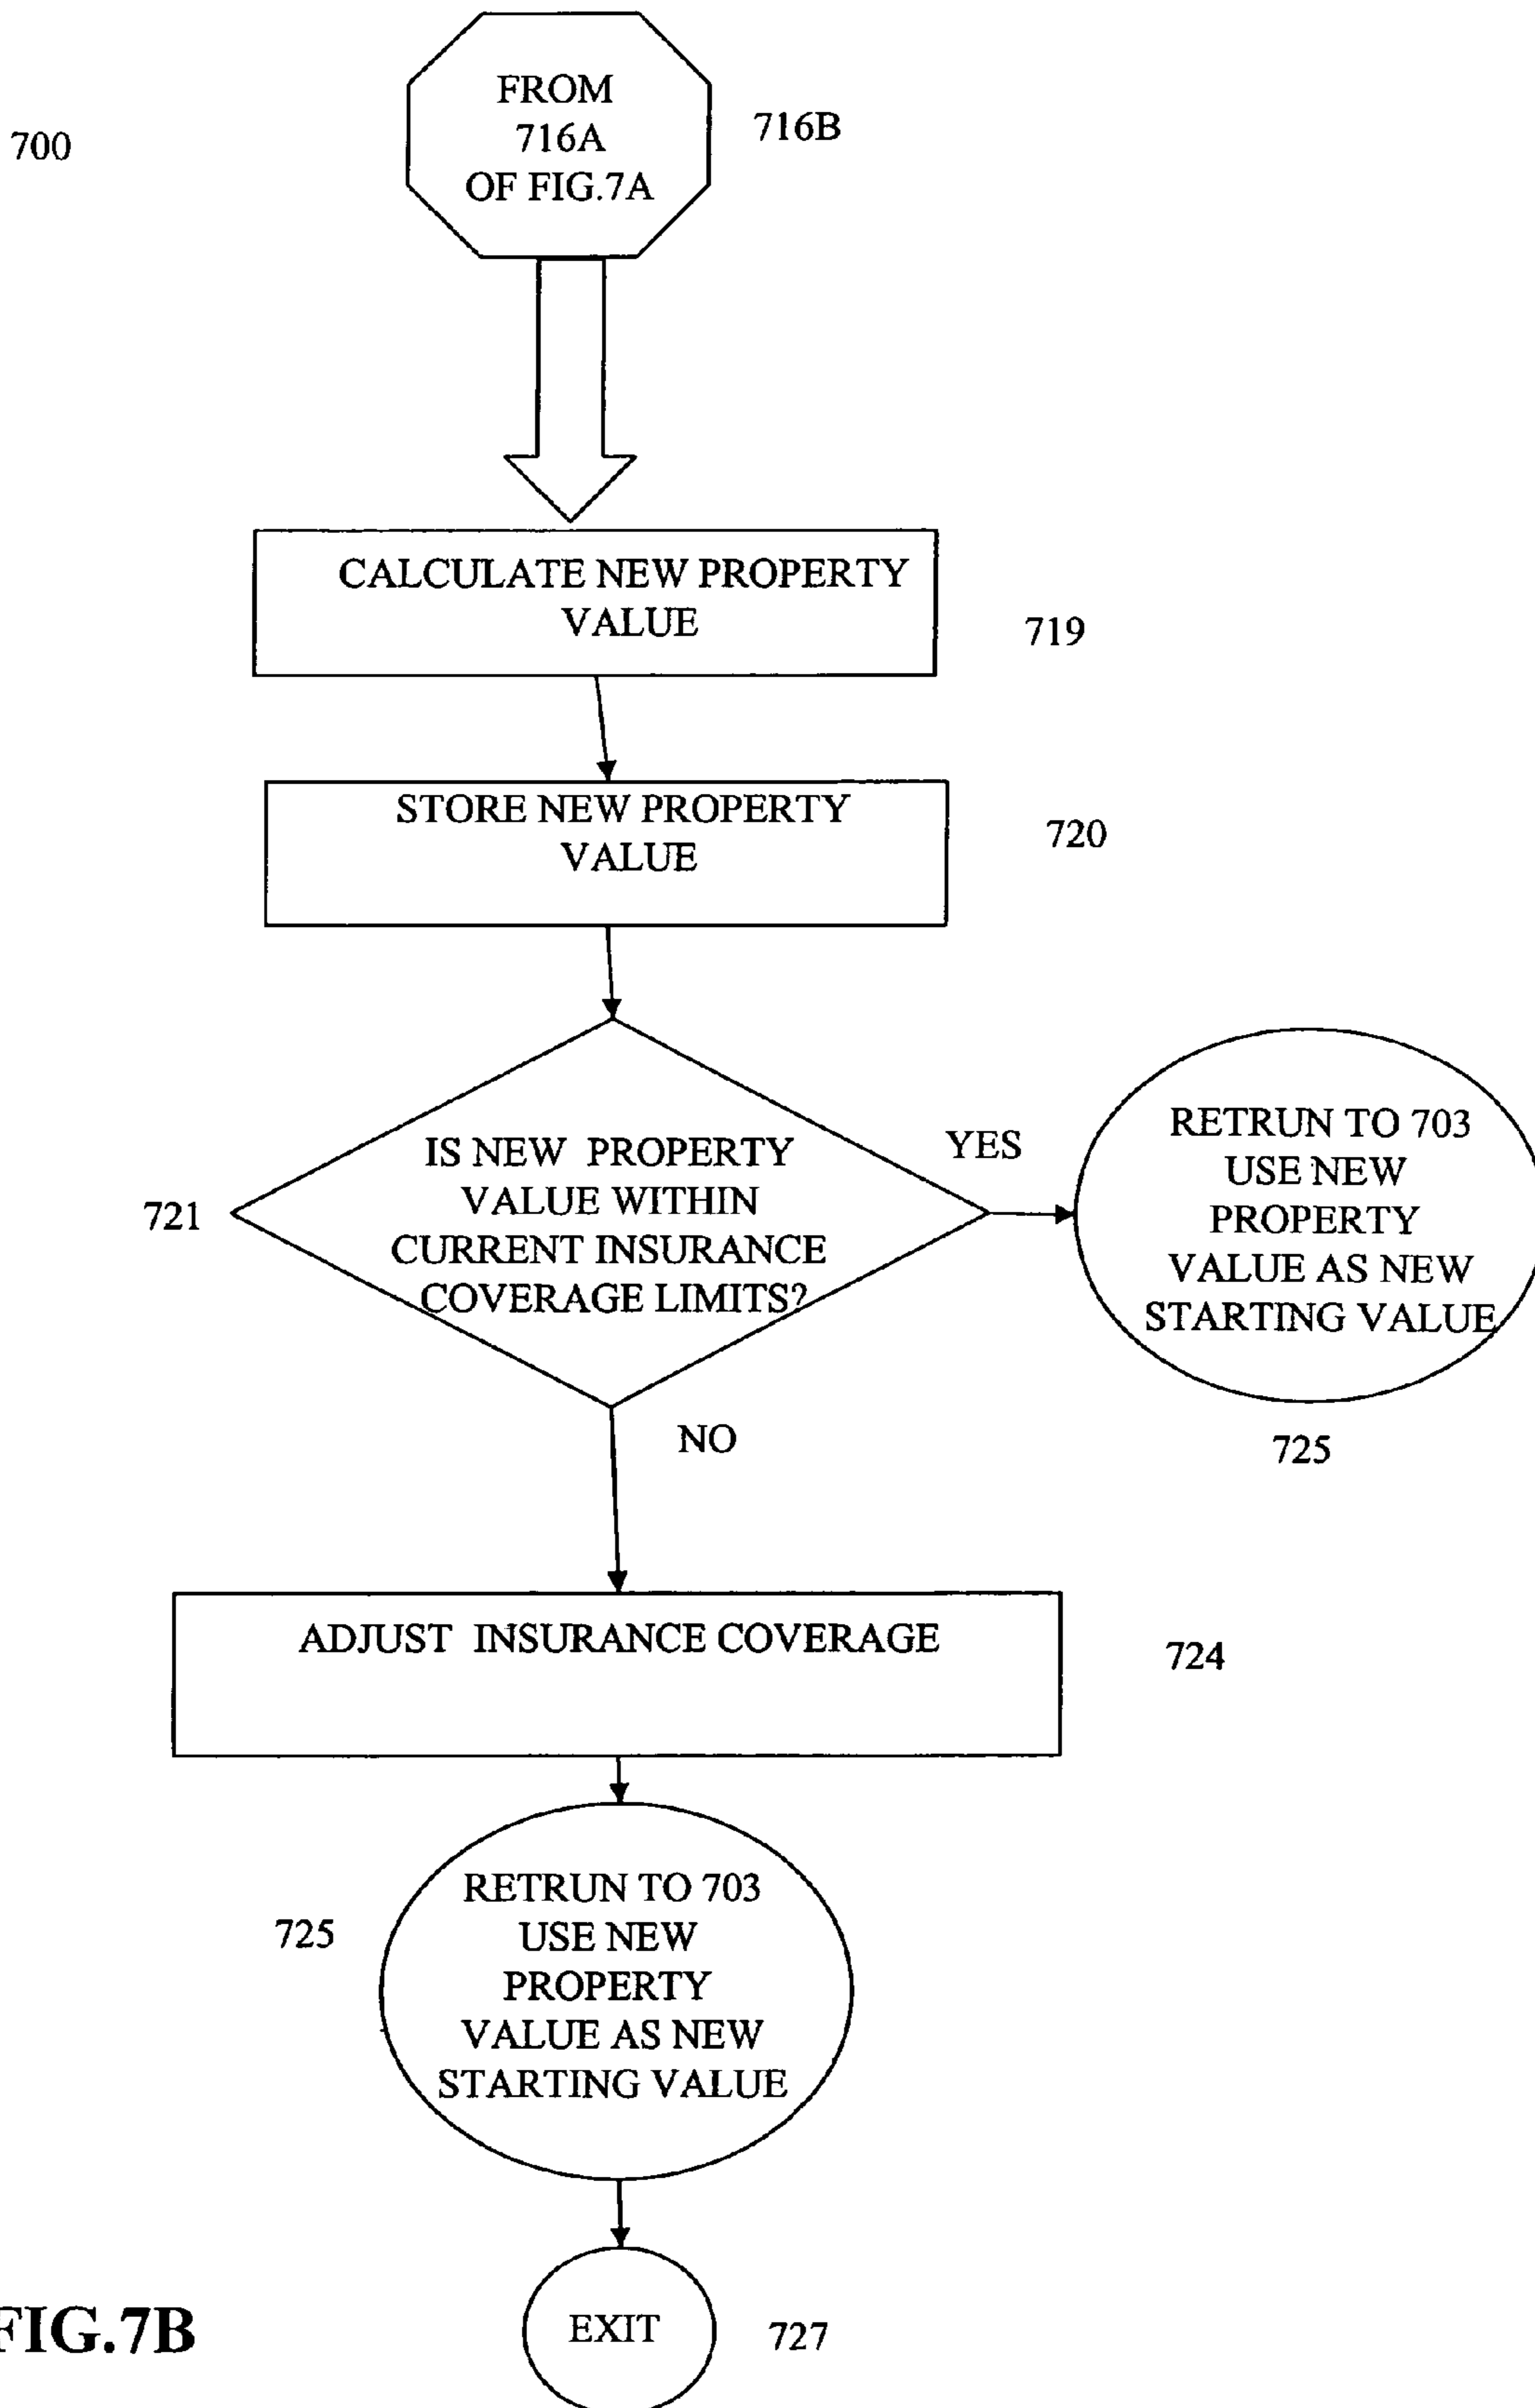 700
FROM
716A
OF FIG.7A
716B
CALCULATE NEW PROPERTY
VALUE
719
STORE NEW PROPERTY
VALUE
720
721
IS NEW PROPERTY
VALUE WITHIN
CURRENT INSURANCE
COVERAGE LIMITS?
YES
RETRUN TO 703
USE NEW
PROPERTY
VALUE AS NEW
STARTING VALUE
725
NO
ADJUST INSURANCE COVERAGE
724
725
RETRUN TO 703
USE NEW
PROPERTY
VALUE AS NEW
STARTING VALUE
EXIT
727
FIG.7B